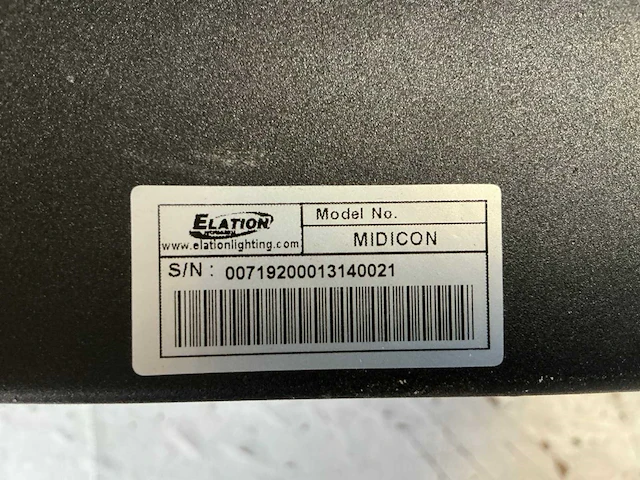 ELATION
Model No.
www.elationlighting.com
MIDICON
S/N : 00719200013140021